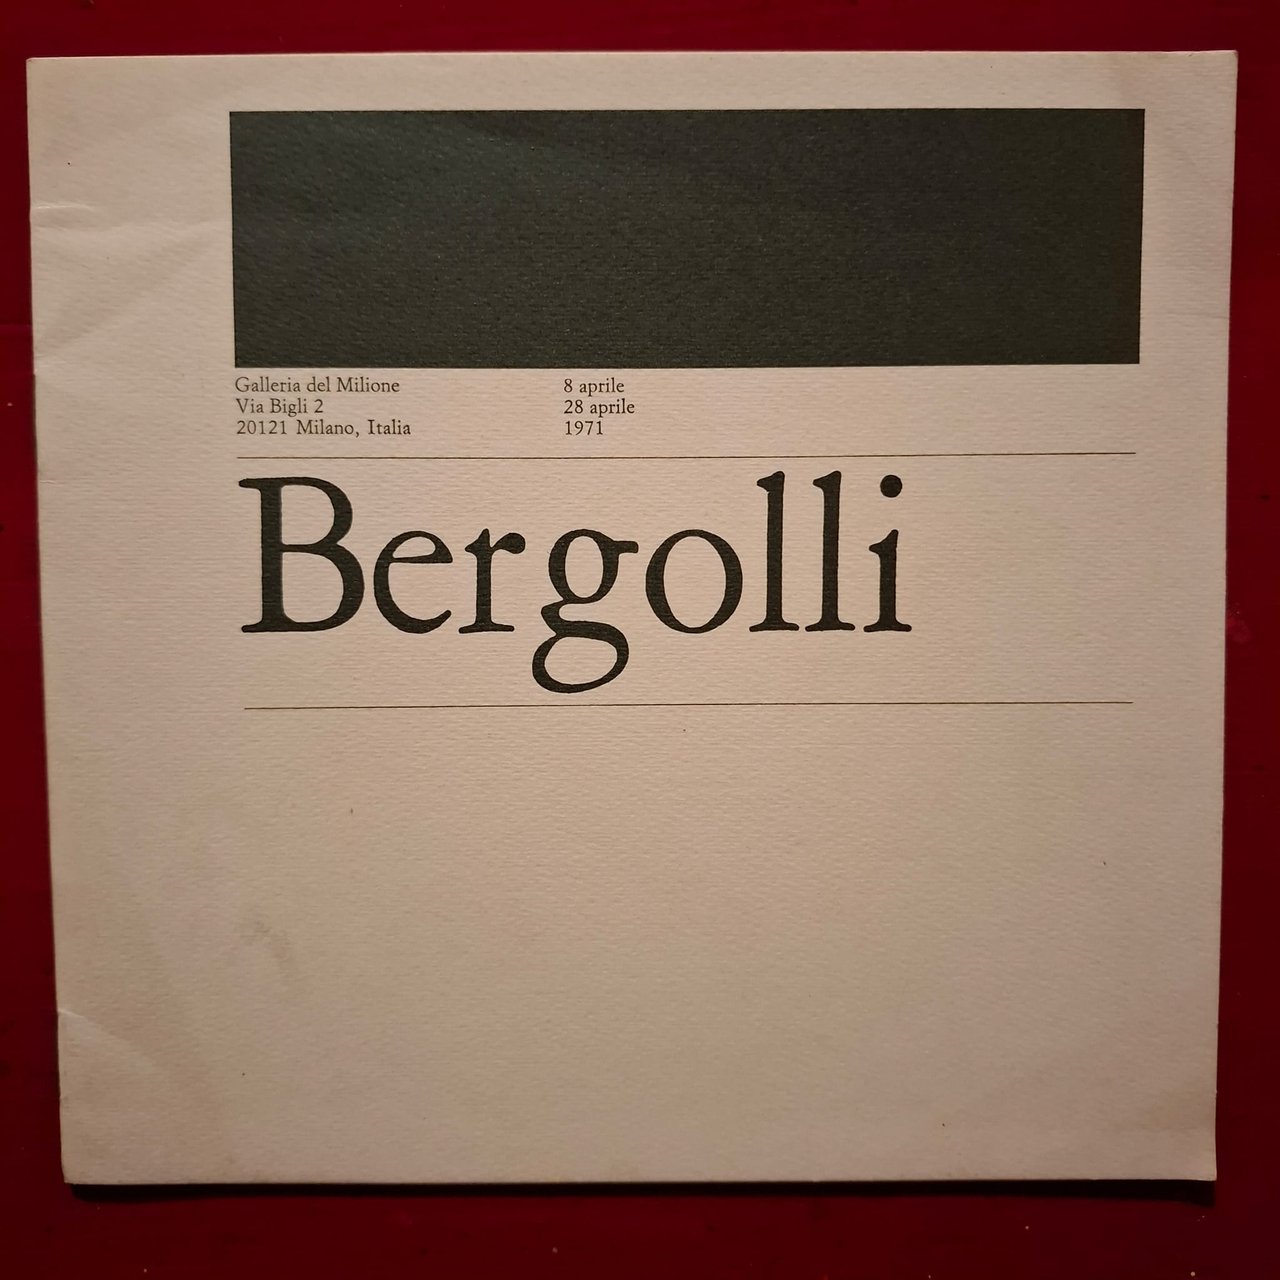 Galleria del Milione
Via Bigli 2
20121 Milano, Italia
8 aprile
28 aprile
1971
Bergolli